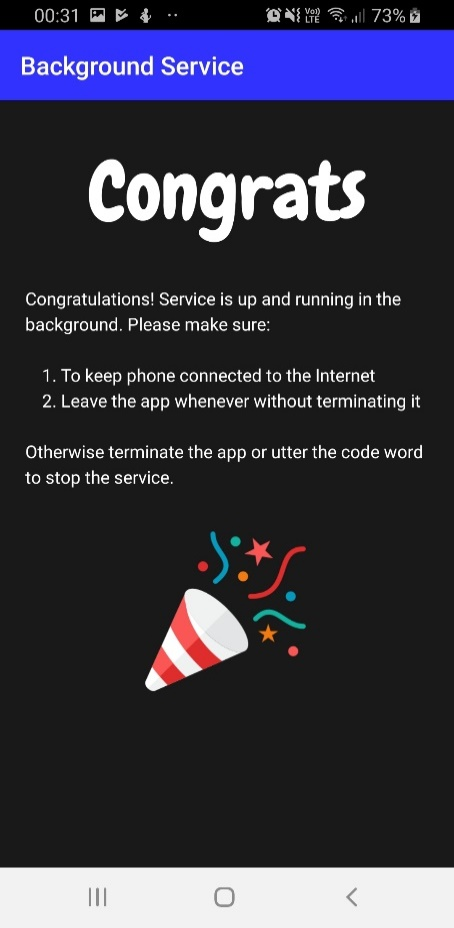 00:31
Vo))
LTE
73%
Background Service
Congrats
Congratulations! Service is up and running in the
background. Please make sure:
1. To keep phone connected to the Internet
2. Leave the app whenever without terminating it
Otherwise terminate the app or utter the code word
to stop the service.